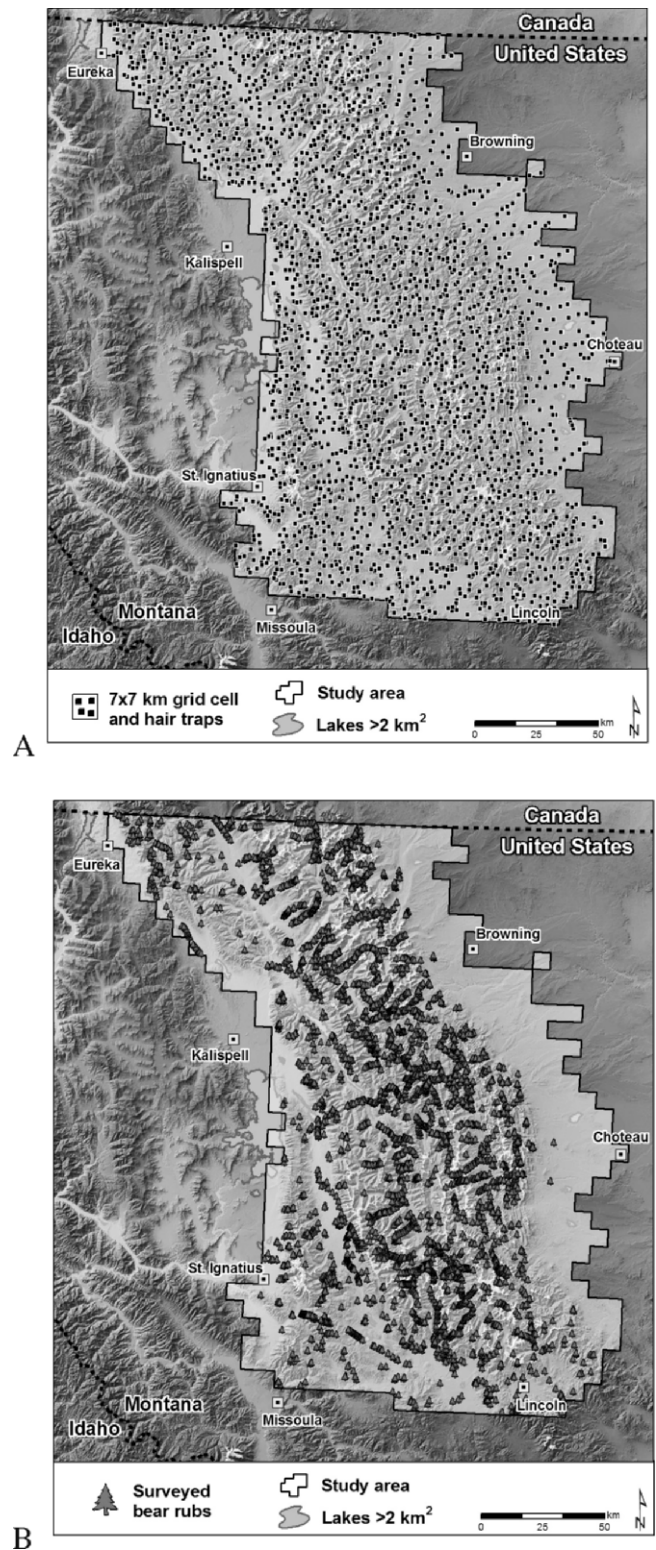 Canada
United States
Eureka
Browning
Kalispell
Choteau
St. Ignatius
Montana
Idaho
Missoula
Lincoln
7x7 km grid cell
and hair traps
Study area
Lakes >2 km²
km
0 25 50
N
A
Canada
United States
Eureka
Browning
Kalispell
Choteau
St. Ignatius
Montana
Idaho
Missoula
Lincoln
Surveyed
bear rubs
Study area
Lakes >2 km²
km
0 25 50
N
B